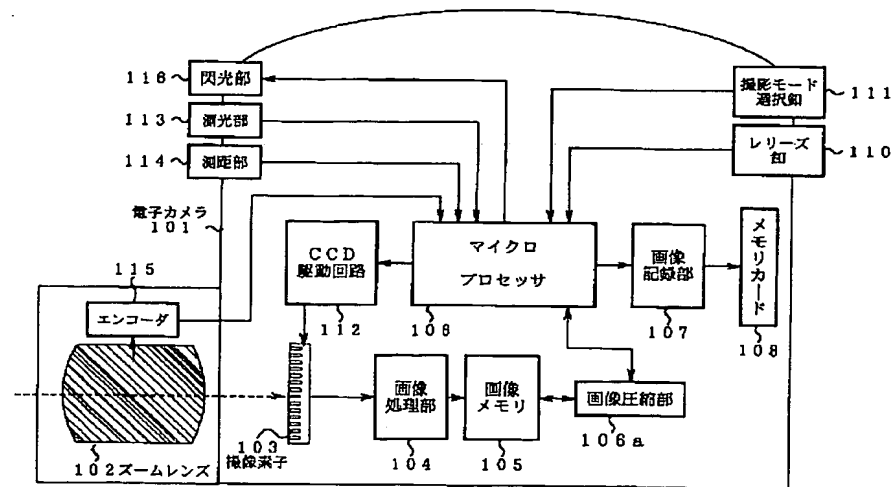 116
閃光部
撮影モード
選択釦
111
113
測光部
レリーズ
釦
110
114
測距部
電子カメラ
101
CCD
駆動回路
マイクロ
プロセッサ
画像
記録部
メモリカード
115
エンコーダ
112
106
107
108
画像
処理部
画像
メモリ
画像圧縮部
103
撮像素子
106a
102ズームレンズ
104
105